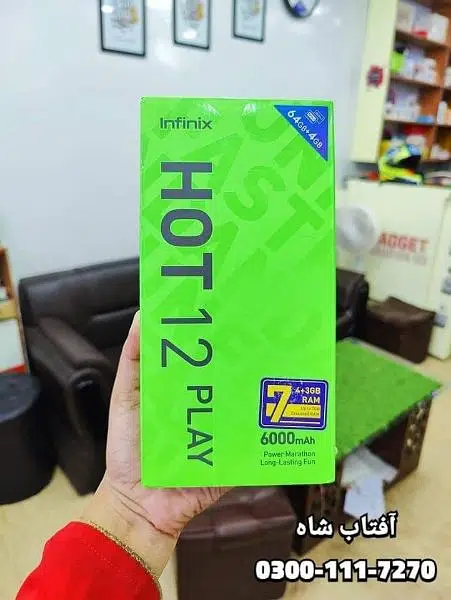 Infinix
64GB+4GB
HOT 12 PLAY
7
4+3GB
RAM
6000mAh
Power Marathon
Long-Lasting Fun
آفتاب شاہ
0300-111-7270